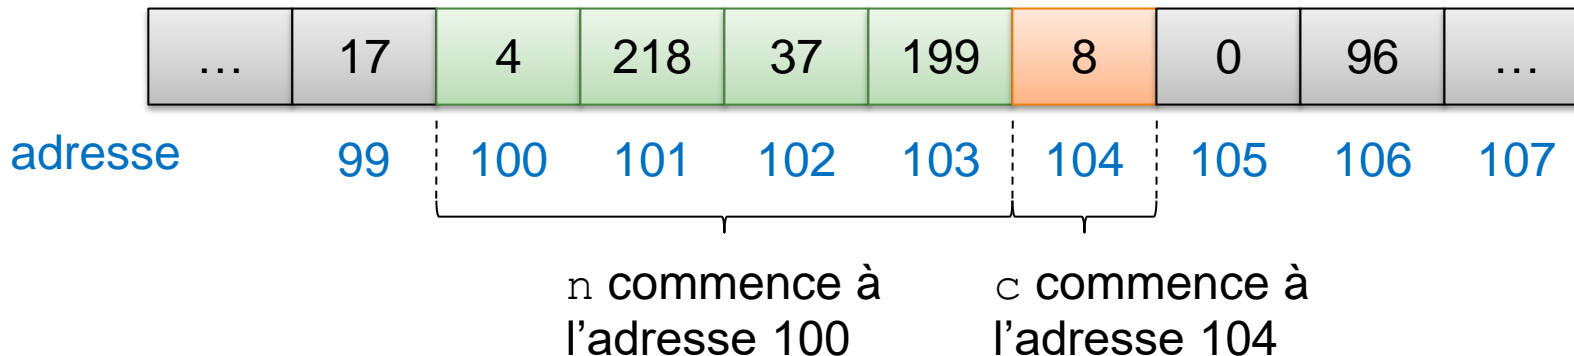 … 17 4 218 37 199 8 0 96 …
adresse 99 100 101 102 103 104 105 106 107
n commence à
l’adresse 100
c commence à
l’adresse 104